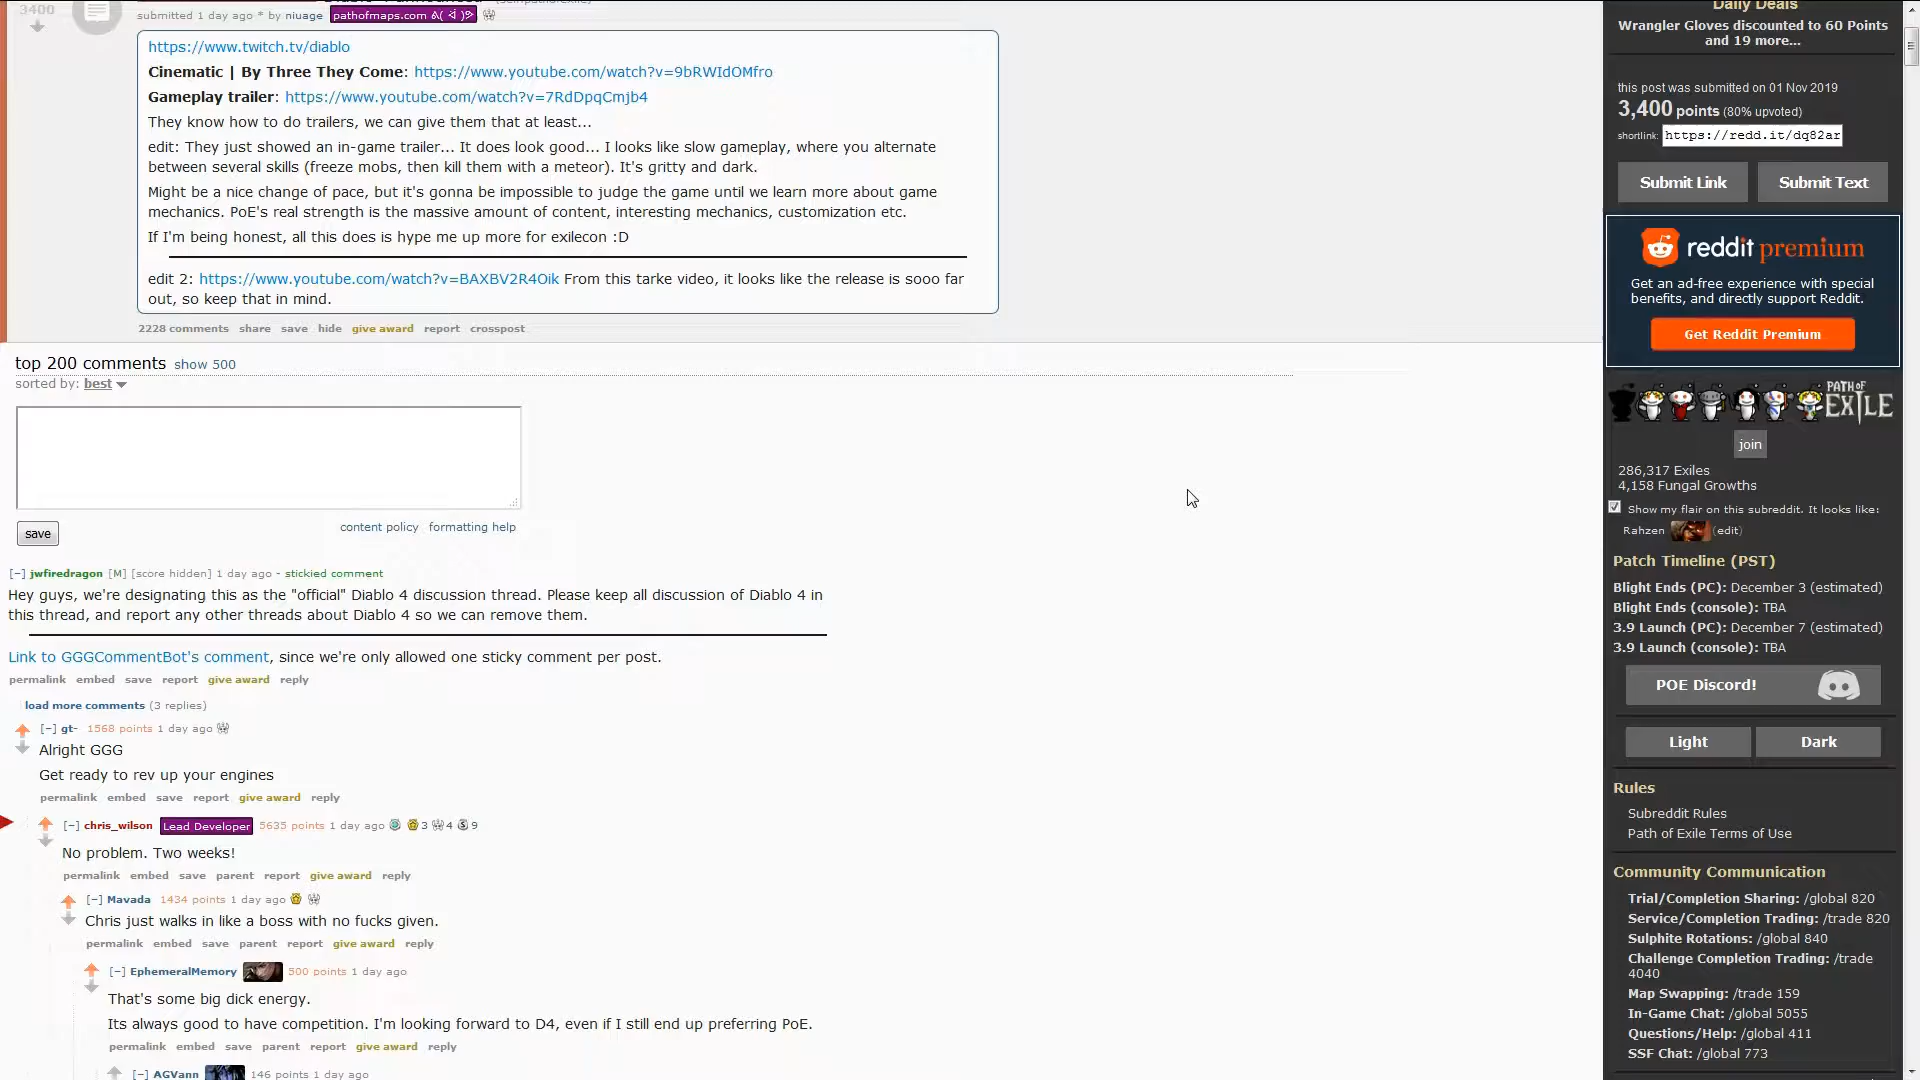 3400
submitted 1 day ago * by niuage pathofmaps.com
https://www.twitch.tv/diablo
Cinematic | By Three They Come: https://www.youtube.com/watch?v=9bRWIdOMfro
Gameplay trailer: https://www.youtube.com/watch?v=7RdDpqCmjb4
They know how to do trailers, we can give them that at least...
edit: They just showed an in-game trailer... It does look good... I looks like slow gameplay, where you alternate
between several skills (freeze mobs, then kill them with a meteor). It's gritty and dark.
Might be a nice change of pace, but it's gonna be impossible to judge the game until we learn more about game
mechanics. PoE's real strength is the massive amount of content, interesting mechanics, customization etc.
If I'm being honest, all this does is hype me up more for exilecon :D
edit 2: https://www.youtube.com/watch?v=BAXBV2R4Oik From this tarke video, it looks like the release is sooo far
out, so keep that in mind.
2228 comments share save hide give award report crosspost
top 200 comments show 500
sorted by: best
save
content policy formatting help
[−] jwfiredragon [M] [score hidden] 1 day ago - stickied comment
Hey guys, we're designating this as the "official" Diablo 4 discussion thread. Please keep all discussion of Diablo 4 in
this thread, and report any other threads about Diablo 4 so we can remove them.
Link to GGGCommentBot's comment, since we're only allowed one sticky comment per post.
permalink embed save report give award reply
load more comments (3 replies)
[−] gt- 1568 points 1 day ago
Alright GGG
Get ready to rev up your engines
permalink embed save report give award reply
[−] chris_wilson Lead Developer 5635 points 1 day ago 3 4 9
No problem. Two weeks!
permalink embed save parent report give award reply
[−] Mavada 1434 points 1 day ago
Chris just walks in like a boss with no fucks given.
permalink embed save parent report give award reply
[−] EphemeralMemory 500 points 1 day ago
That's some big dick energy.
Its always good to have competition. I'm looking forward to D4, even if I still end up preferring PoE.
permalink embed save parent report give award reply
[−] AGVann 146 points 1 day ago
Daily Deals
Wrangler Gloves discounted to 60 Points
and 19 more...
this post was submitted on 01 Nov 2019
3,400 points (80% upvoted)
shortlink: https://redd.it/dq82ar
Submit Link
Submit Text
reddit premium
Get an ad-free experience with special
benefits, and directly support Reddit.
Get Reddit Premium
PATH OF
EXILE
join
286,317 Exiles
4,158 Fungal Growths
Show my flair on this subreddit. It looks like:
Rahzen (edit)
Patch Timeline (PST)
Blight Ends (PC): December 3 (estimated)
Blight Ends (console): TBA
3.9 Launch (PC): December 7 (estimated)
3.9 Launch (console): TBA
POE Discord!
Light
Dark
Rules
Subreddit Rules
Path of Exile Terms of Use
Community Communication
Trial/Completion Sharing: /global 820
Service/Completion Trading: /trade 820
Sulphite Rotations: /global 840
Challenge Completion Trading: /trade
4040
Map Swapping: /trade 159
In-Game Chat: /global 5055
Questions/Help: /global 411
SSF Chat: /global 773